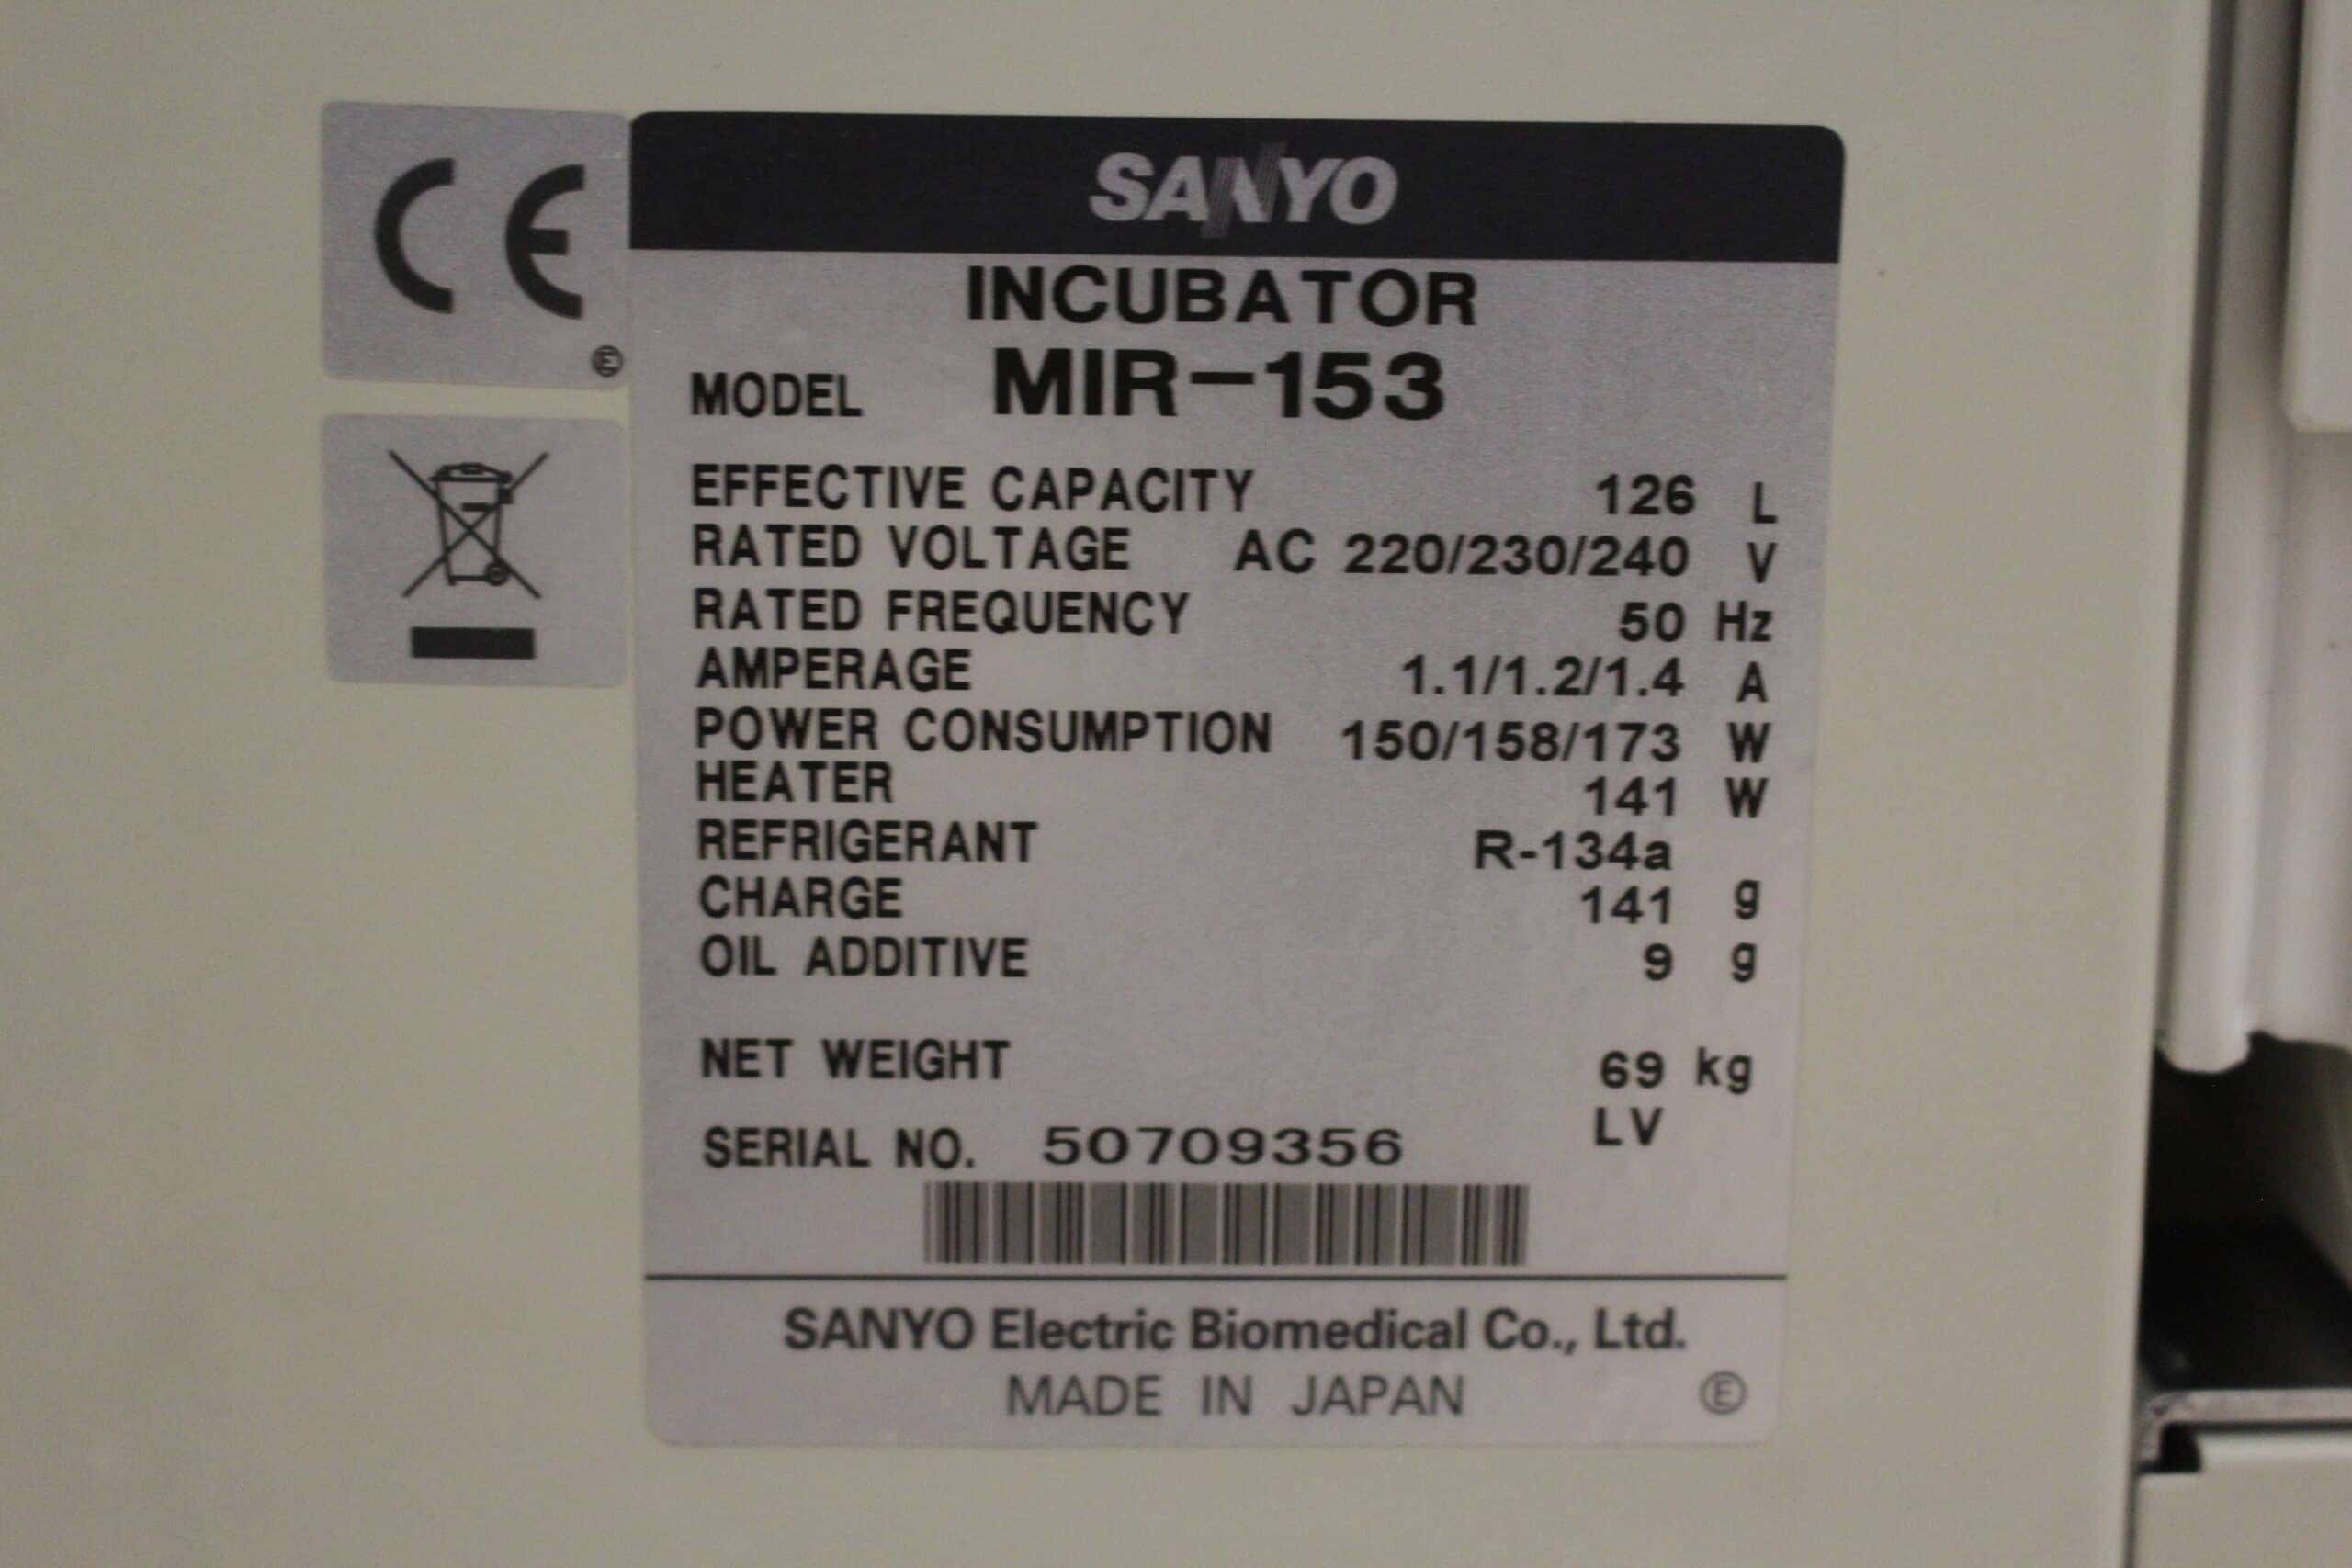 CE
Ⓔ
SANYO
INCUBATOR
MODEL MIR-153
EFFECTIVE CAPACITY 126 L
RATED VOLTAGE AC 220/230/240 V
RATED FREQUENCY 50 Hz
AMPERAGE 1.1/1.2/1.4 A
POWER CONSUMPTION 150/158/173 W
HEATER 141 W
REFRIGERANT R-134a
CHARGE 141 g
OIL ADDITIVE 9 g
NET WEIGHT 69 kg
LV
SERIAL NO. 50709356
SANYO Electric Biomedical Co., Ltd.
MADE IN JAPAN Ⓔ